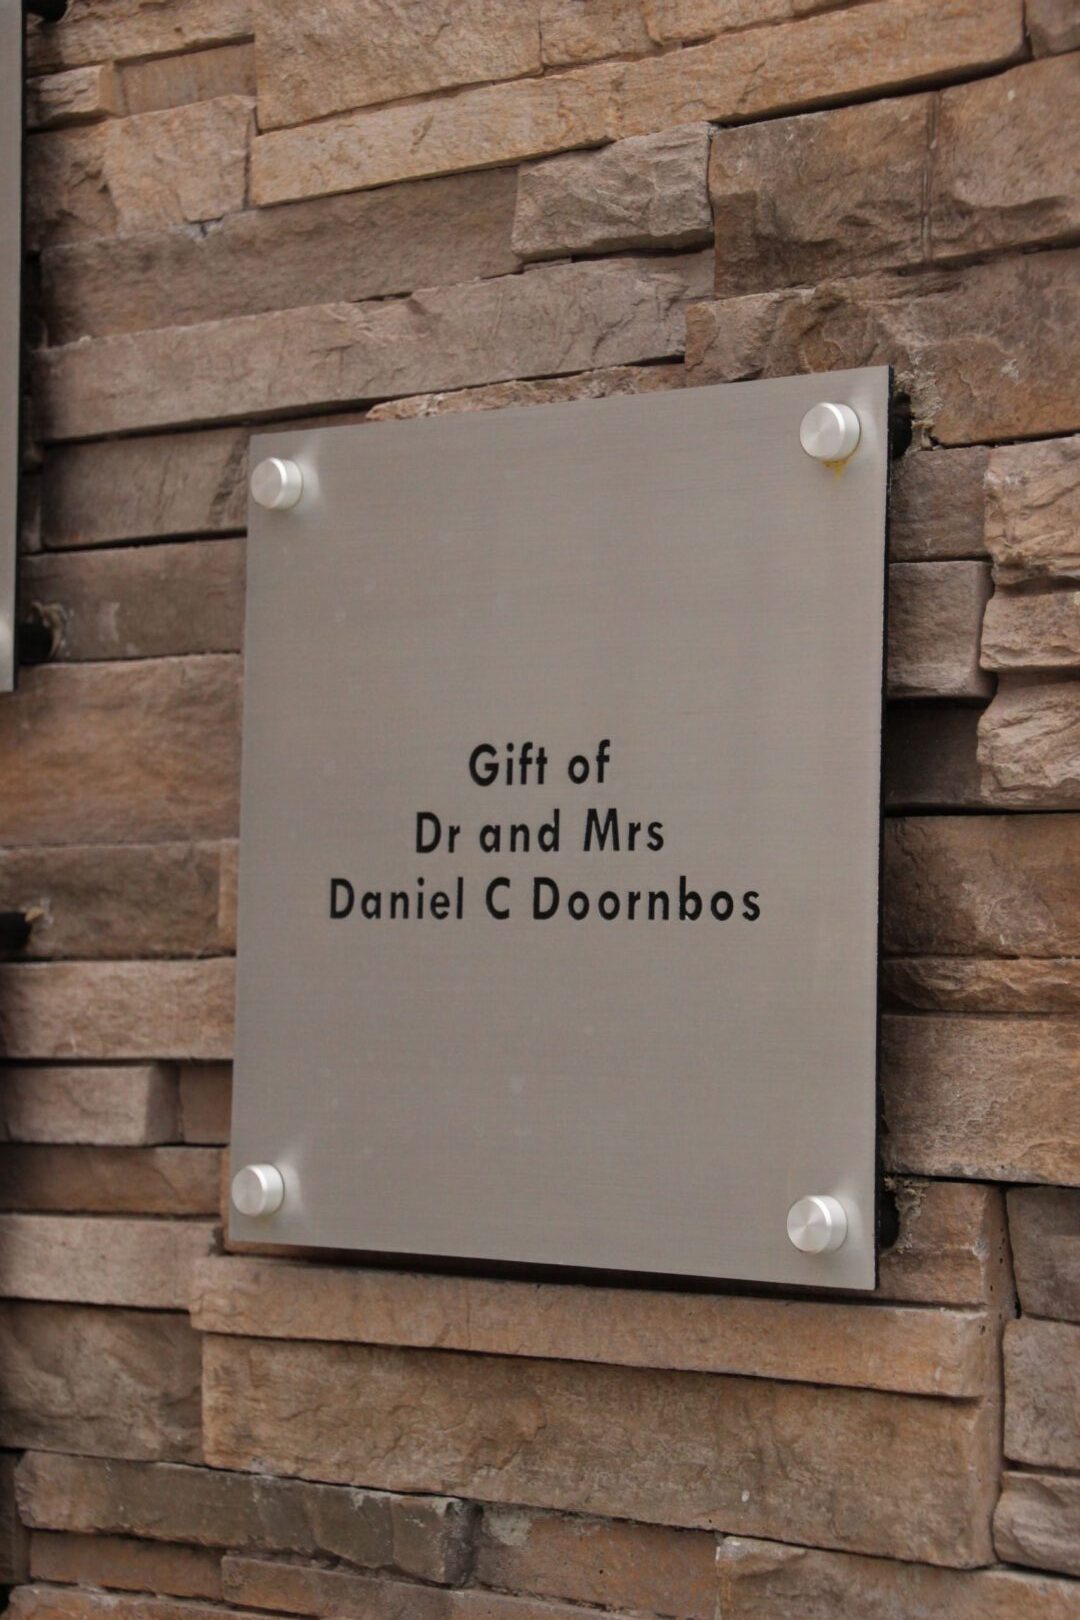 Gift of
Dr and Mrs
Daniel C Doornbos